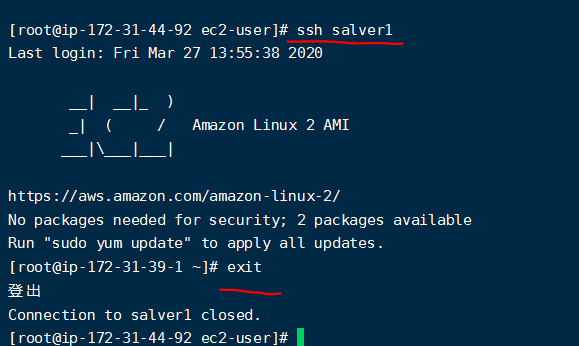 [root@ip-172-31-44-92 ec2-user]# ssh salver1
Last login: Fri Mar 27 13:55:38 2020
__|  __|_  )
_|  (     /   Amazon Linux 2 AMI
___|\___|___|
https://aws.amazon.com/amazon-linux-2/
No packages needed for security; 2 packages available
Run "sudo yum update" to apply all updates.
[root@ip-172-31-39-1 ~]# exit
登出
Connection to salver1 closed.
[root@ip-172-31-44-92 ec2-user]#